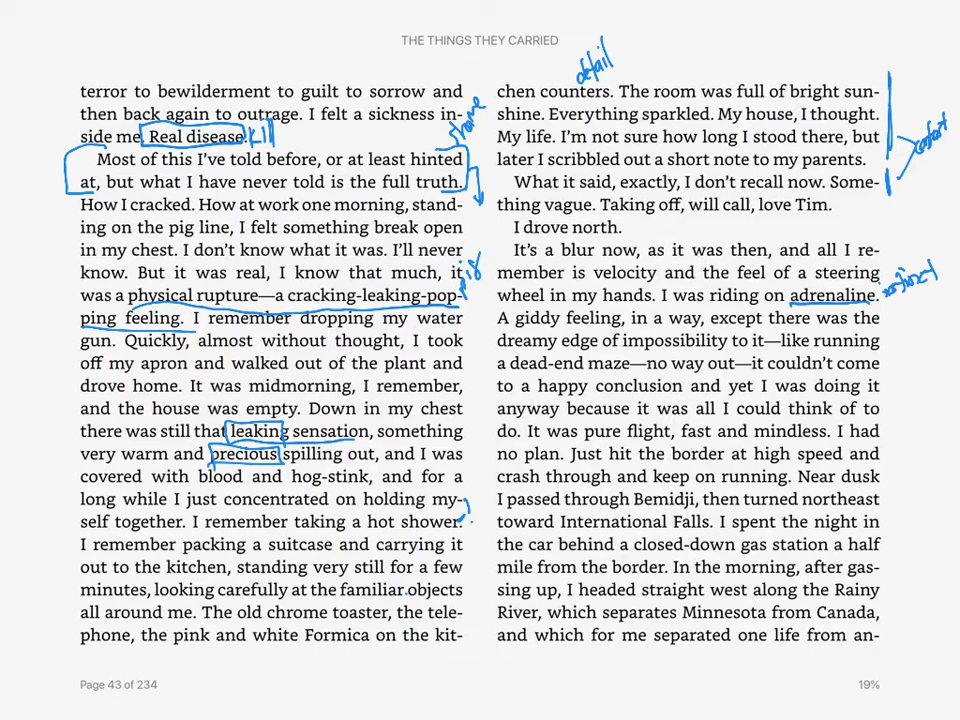 THE THINGS THEY CARRIED
terror to bewilderment to guilt to sorrow and
then back again to outrage. I felt a sickness in-
side me. Real disease. kill
shame
Most of this I've told before, or at least hinted
at, but what I have never told is the full truth.
How I cracked. How at work one morning, stand-
ing on the pig line, I felt something break open
in my chest. I don't know what it was. I'll never
know. But it was real, I know that much, it
was a physical rupture—a cracking-leaking-pop-
pig
ping feeling. I remember dropping my water
gun. Quickly, almost without thought, I took
off my apron and walked out of the plant and
drove home. It was midmorning, I remember,
and the house was empty. Down in my chest
there was still that leaking sensation, something
very warm and precious spilling out, and I was
covered with blood and hog-stink, and for a
long while I just concentrated on holding my-
self together. I remember taking a hot shower.
?
I remember packing a suitcase and carrying it
out to the kitchen, standing very still for a few
minutes, looking carefully at the familiar objects
all around me. The old chrome toaster, the tele-
phone, the pink and white Formica on the kit-
detail
chen counters. The room was full of bright sun-
shine. Everything sparkled. My house, I thought.
My life. I'm not sure how long I stood there, but
comfort
later I scribbled out a short note to my parents.
What it said, exactly, I don't recall now. Some-
thing vague. Taking off, will call, love Tim.
I drove north.
It's a blur now, as it was then, and all I re-
member is velocity and the feel of a steering
wheel in my hands. I was riding on adrenaline.
A giddy feeling, in a way, except there was the
dreamy edge of impossibility to it—like running
a dead-end maze—no way out—it couldn't come
to a happy conclusion and yet I was doing it
anyway because it was all I could think of to
do. It was pure flight, fast and mindless. I had
no plan. Just hit the border at high speed and
crash through and keep on running. Near dusk
I passed through Bemidji, then turned northeast
toward International Falls. I spent the night in
the car behind a closed-down gas station a half
mile from the border. In the morning, after gas-
sing up, I headed straight west along the Rainy
River, which separates Minnesota from Canada,
and which for me separated one life from an-
Page 43 of 234
19%